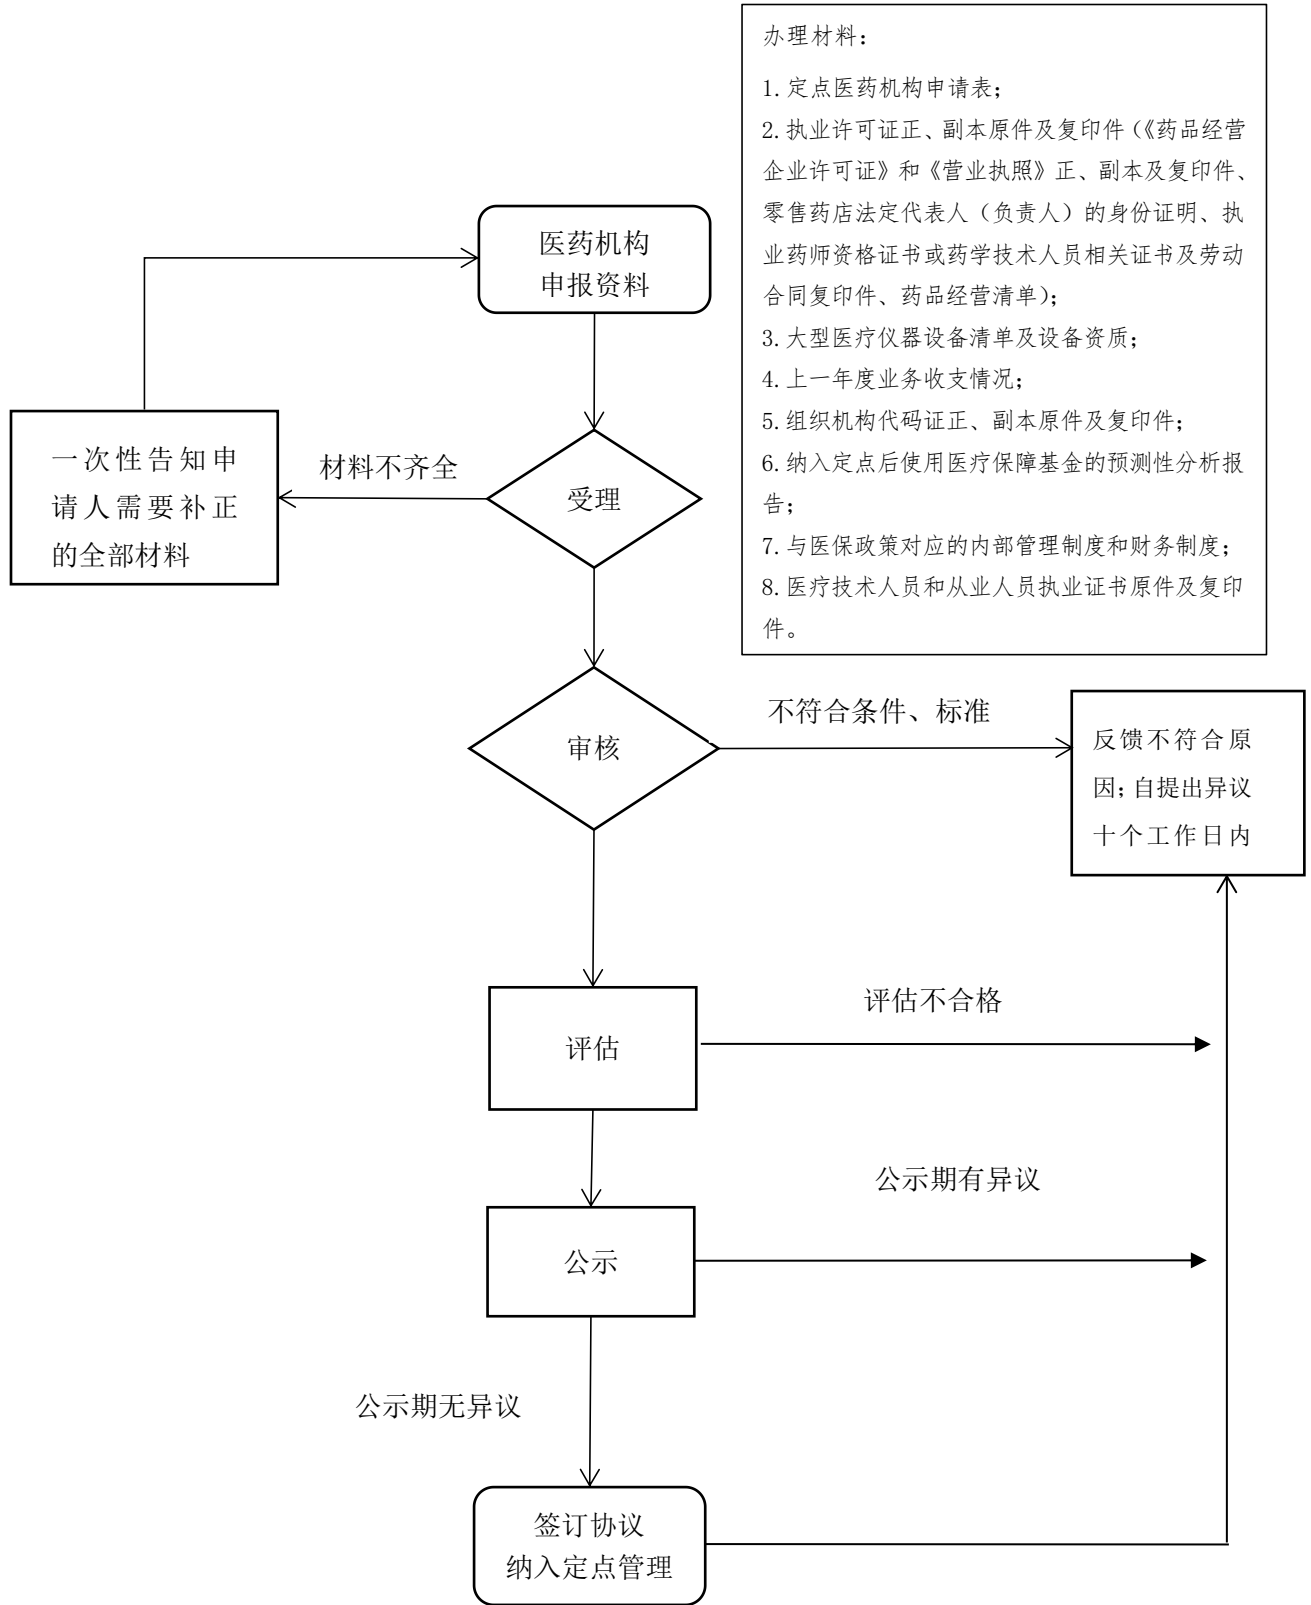 办理材料：
1.定点医药机构申请表；
2.执业许可证正、副本原件及复印件（《药品经营
企业许可证》和《营业执照》正、副本及复印件、
零售药店法定代表人（负责人）的身份证明、执
业药师资格证书或药学技术人员相关证书及劳动
合同复印件、药品经营清单）；
3.大型医疗仪器设备清单及设备资质；
4.上一年度业务收支情况；
5.组织机构代码证正、副本原件及复印件；
6.纳入定点后使用医疗保障基金的预测性分析报
告；
7.与医保政策对应的内部管理制度和财务制度；
8.医疗技术人员和从业人员执业证书原件及复印
件。
医药机构
申报资料
受理
材料不齐全
一次性告知申
请人需要补正
的全部材料
审核
不符合条件、标准
反馈不符合原
因；自提出异议
十个工作日内
评估
评估不合格
公示
公示期有异议
公示期无异议
签订协议
纳入定点管理